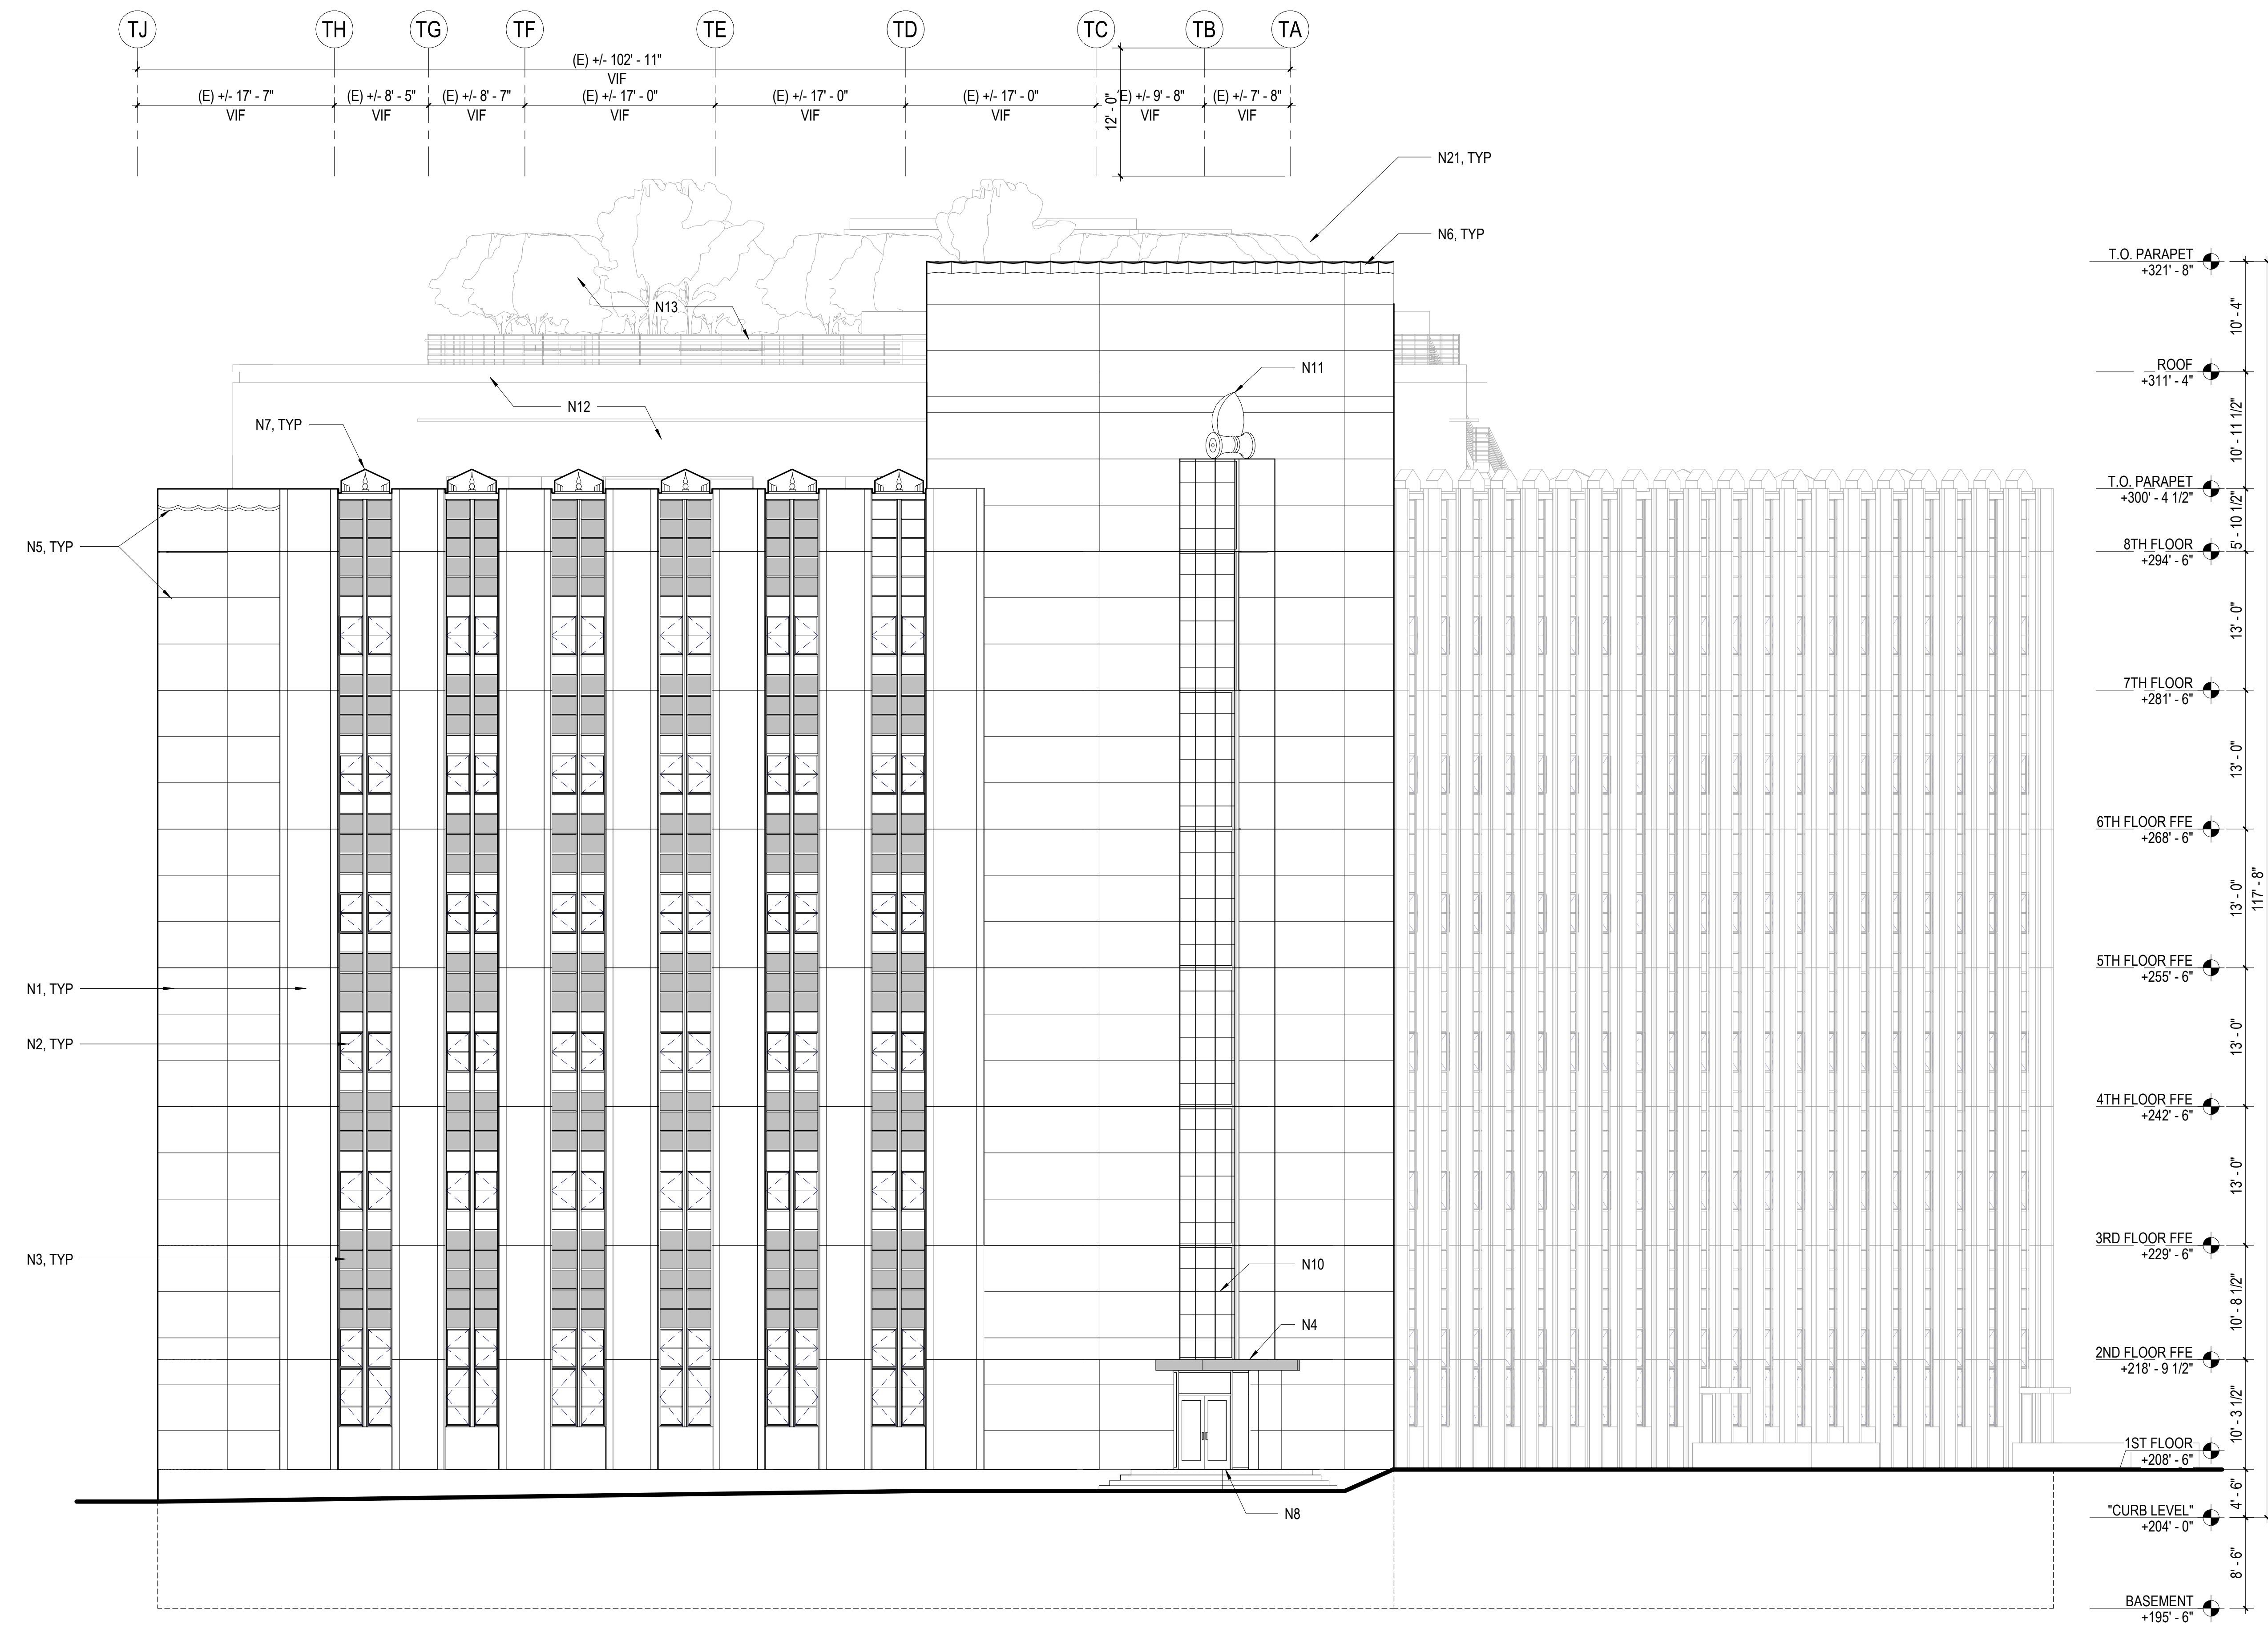 TJ TH TG TF TE TD TC TB TA
(E) +/- 102' - 11"
VIF
(E) +/- 17' - 7" (E) +/- 8' - 5" (E) +/- 8' - 7" (E) +/- 17' - 0" (E) +/- 17' - 0" (E) +/- 17' - 0" (E) +/- 9' - 8" (E) +/- 7' - 8"
VIF VIF VIF VIF VIF VIF VIF VIF
12' - 0"
N21, TYP
N6, TYP
N13
N11
N12
N7, TYP
N5, TYP
N1, TYP
N2, TYP
N3, TYP
N10
N4
N8
T.O. PARAPET
+321' - 8"
10' - 4"
ROOF
+311' - 4"
10' - 11 1/2"
T.O. PARAPET
+300' - 4 1/2"
5' - 10 1/2"
8TH FLOOR
+294' - 6"
13' - 0"
7TH FLOOR
+281' - 6"
13' - 0"
6TH FLOOR FFE
+268' - 6"
13' - 0"
117' - 8"
5TH FLOOR FFE
+255' - 6"
13' - 0"
4TH FLOOR FFE
+242' - 6"
13' - 0"
3RD FLOOR FFE
+229' - 6"
10' - 8 1/2"
2ND FLOOR FFE
+218' - 9 1/2"
10' - 3 1/2"
1ST FLOOR
+208' - 6"
4' - 6"
"CURB LEVEL"
+204' - 0"
8' - 6"
BASEMENT
+195' - 6"